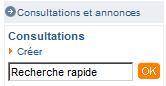 Consultations et annonces
Consultations
Créer
Recherche rapide OK